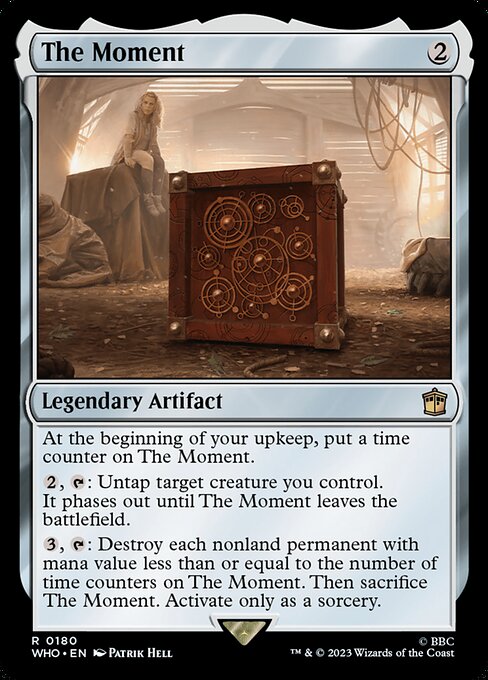 The Moment 2
Legendary Artifact
At the beginning of your upkeep, put a time
counter on The Moment.
2, : Untap target creature you control.
It phases out until The Moment leaves the
battlefield.
3, : Destroy each nonland permanent with
mana value less than or equal to the number of
time counters on The Moment. Then sacrifice
The Moment. Activate only as a sorcery.
R 0180 © BBC
WHO • EN Patrik Hell ™ & © 2023 Wizards of the Coast